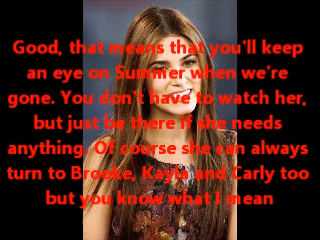 Good, that means that you'll keep
an eye on Summer when we're
gone. You don't have to watch her,
but just be there if she needs
anything. Of course she can always
turn to Brooke, Kayla and Carly too
but you know what I mean